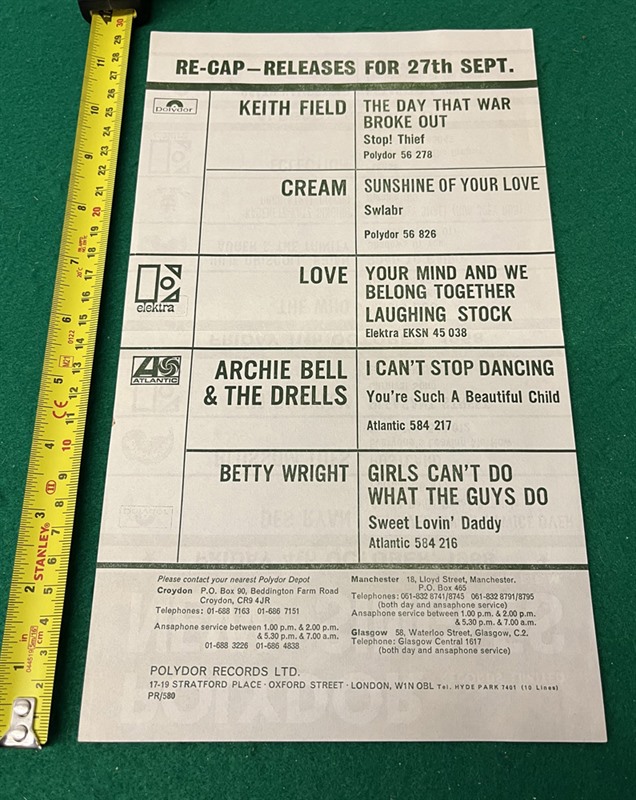 RE-CAP—RELEASES FOR 27th SEPT.
polydor
KEITH FIELD
THE DAY THAT WAR
BROKE OUT
Stop! Thief
Polydor 56 278
CREAM
SUNSHINE OF YOUR LOVE
Swlabr
Polydor 56 826
elektra
LOVE
YOUR MIND AND WE
BELONG TOGETHER
LAUGHING STOCK
Elektra EKSN 45 038
ATLANTIC
ARCHIE BELL
& THE DRELLS
I CAN'T STOP DANCING
You're Such A Beautiful Child
Atlantic 584 217
BETTY WRIGHT
GIRLS CAN'T DO
WHAT THE GUYS DO
Sweet Lovin' Daddy
Atlantic 584 216
Please contact your nearest Polydor Depot
Croydon P.O. Box 90, Beddington Farm Road
Croydon, CR9 4JR
Telephones: 01-688 7163 01-686 7151
Ansaphone service between 1.00 p.m. & 2.00 p.m.
& 5.30 p.m. & 7.00 a.m.
01-688 3226 01-686 4838
Manchester 18, Lloyd Street, Manchester.
P.O. Box 465
Telephones: 061-832 8741/8745 061-832 8791/8795
(both day and ansaphone service)
Ansaphone service between 1.00 p.m. & 2.00 p.m.
& 5.30 p.m. & 7.00 a.m.
Glasgow 58, Waterloo Street, Glasgow, C.2.
Telephone: Glasgow Central 1617
(both day and ansaphone service)
POLYDOR RECORDS LTD.
17-19 STRATFORD PLACE · OXFORD STREET · LONDON, W1N OBL Tel. HYDE PARK 7401 (10 Lines)
PR/580
STANLEY